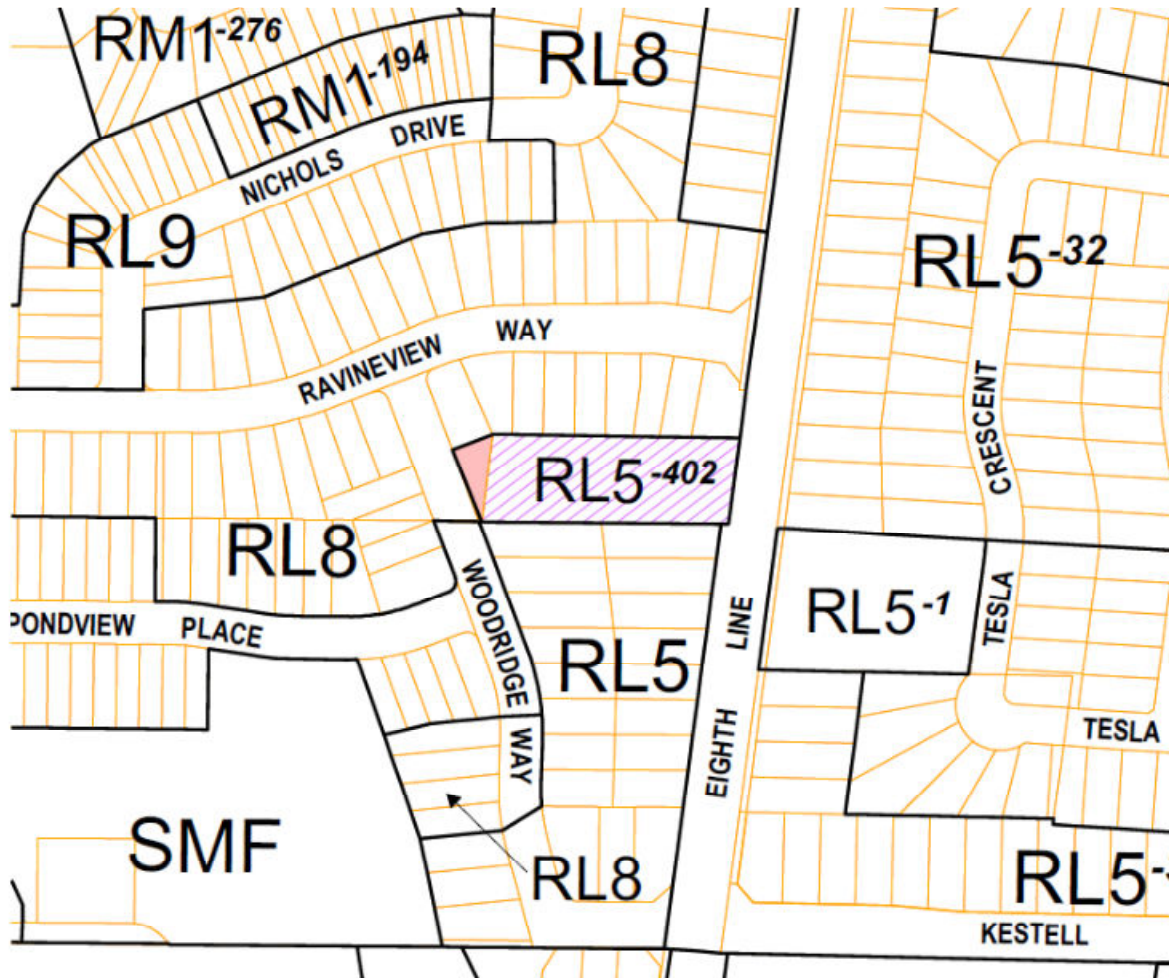 RM1-276
RM1-194
RL8
NICHOLS DRIVE
RL9
RL5-32
RAVINEVIEW WAY
CRESCENT
RL5-402
RL8
WOODRIDGE WAY
PONDVIEW PLACE
RL5
EIGHTH LINE
RL5-1
TESLA
TESLA
SMF
RL8
RL5
KESTELL